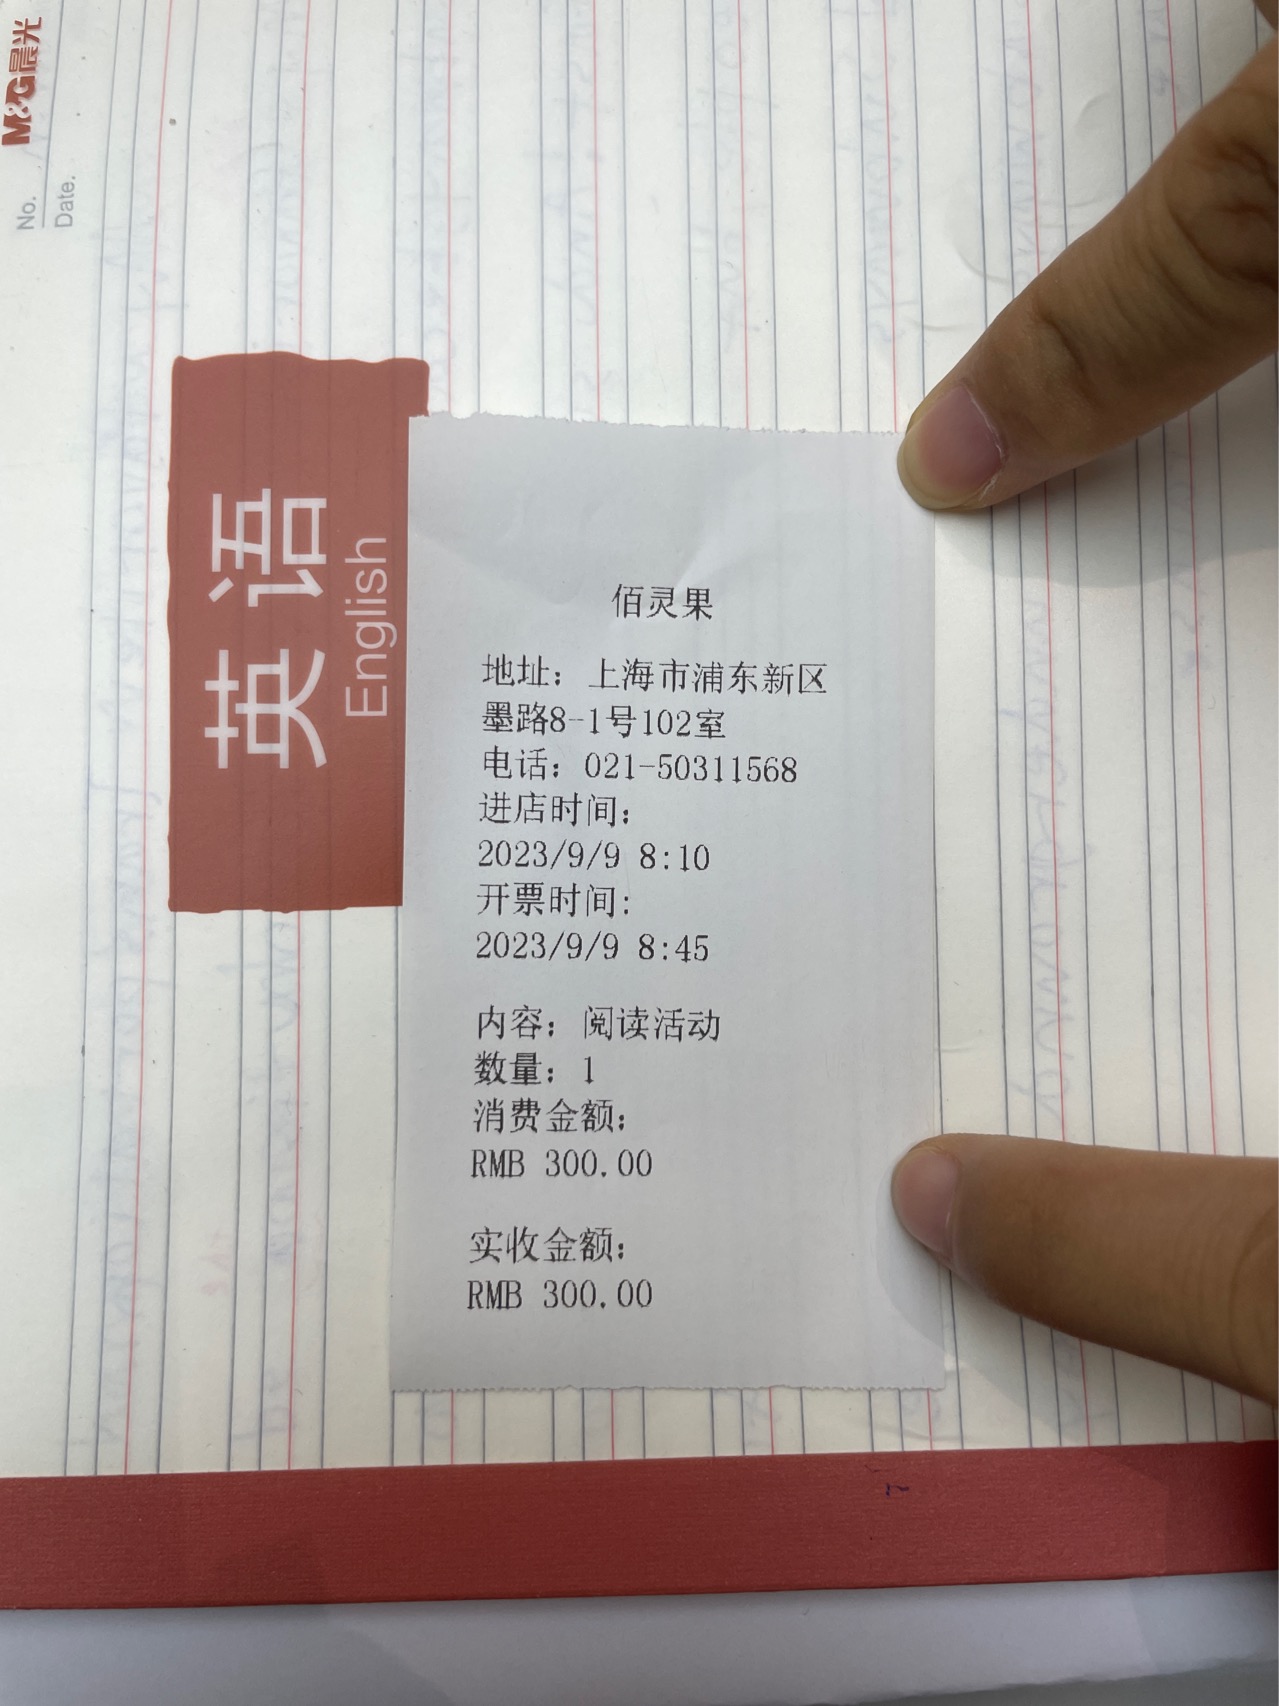 M&G晨光
No.
Date.
英语
English
佰灵果
地址：上海市浦东新区
墨路8-1号102室
电话：021-50311568
进店时间：
2023/9/9 8:10
开票时间：
2023/9/9 8:45
内容：阅读活动
数量：1
消费金额：
RMB 300.00
实收金额：
RMB 300.00